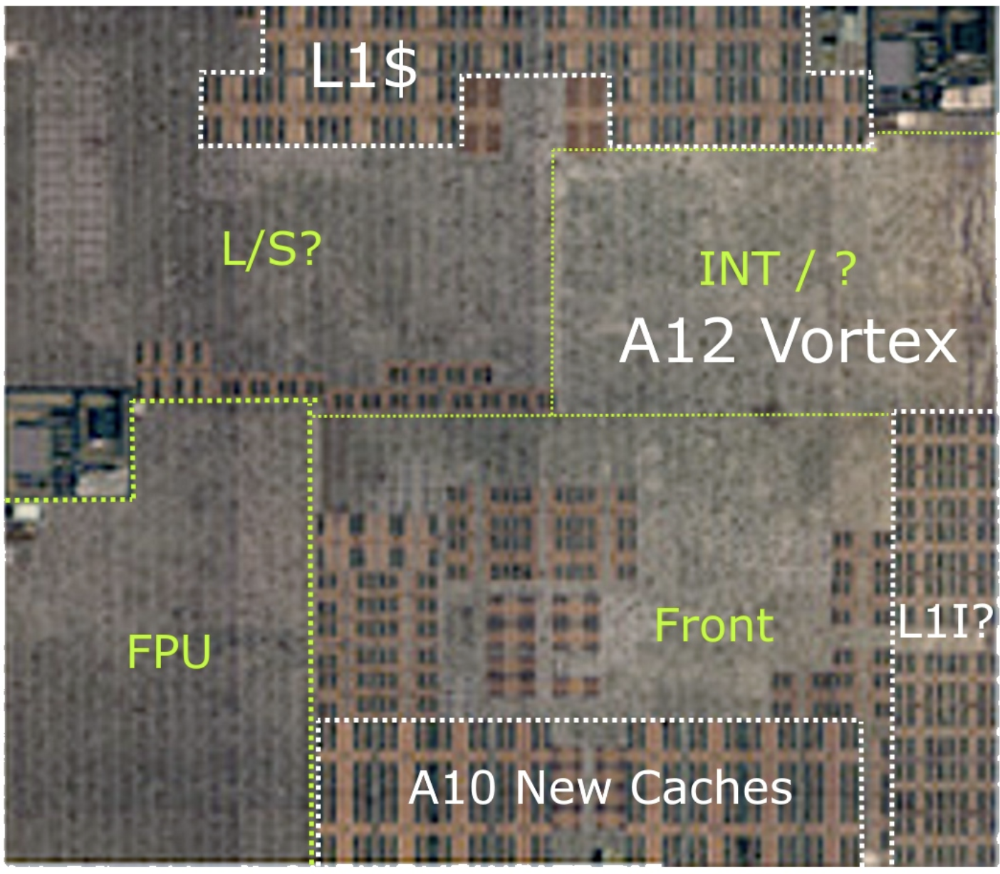 L1$
L/S?
INT / ?
A12 Vortex
FPU
Front
L1I?
A10 New Caches